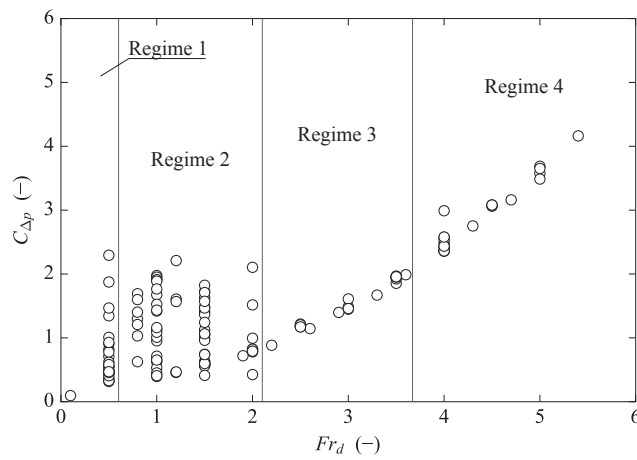 6
5
4
3
2
1
0
C_Δp (−)
Regime 1
Regime 2
Regime 3
Regime 4
0 1 2 3 4 5 6
Fr_d (−)